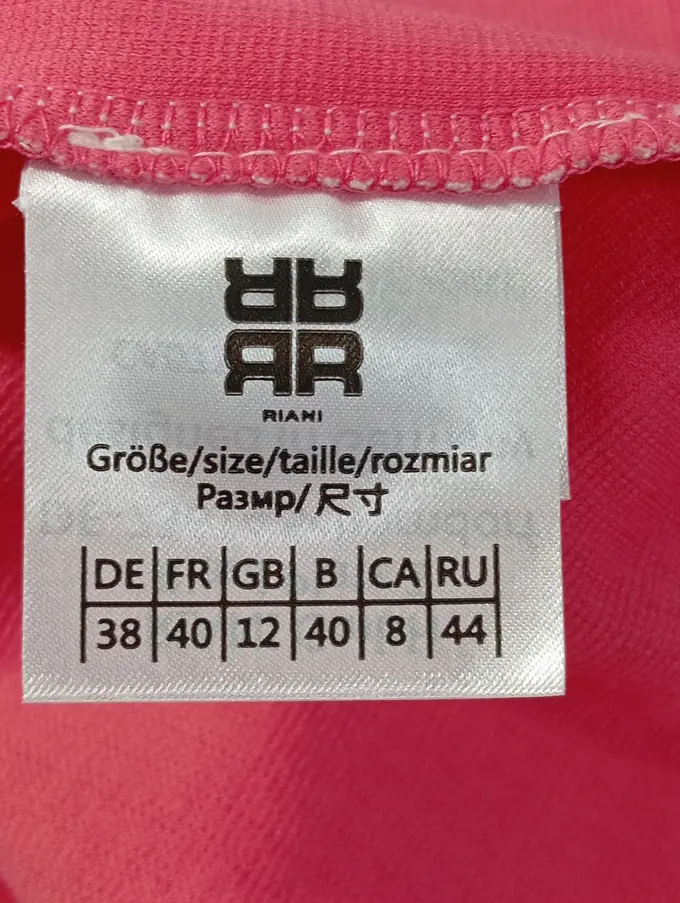 RIANI
Größe/size/taille/rozmiar
Размр/尺寸
DE FR GB B CA RU
38 40 12 40 8 44